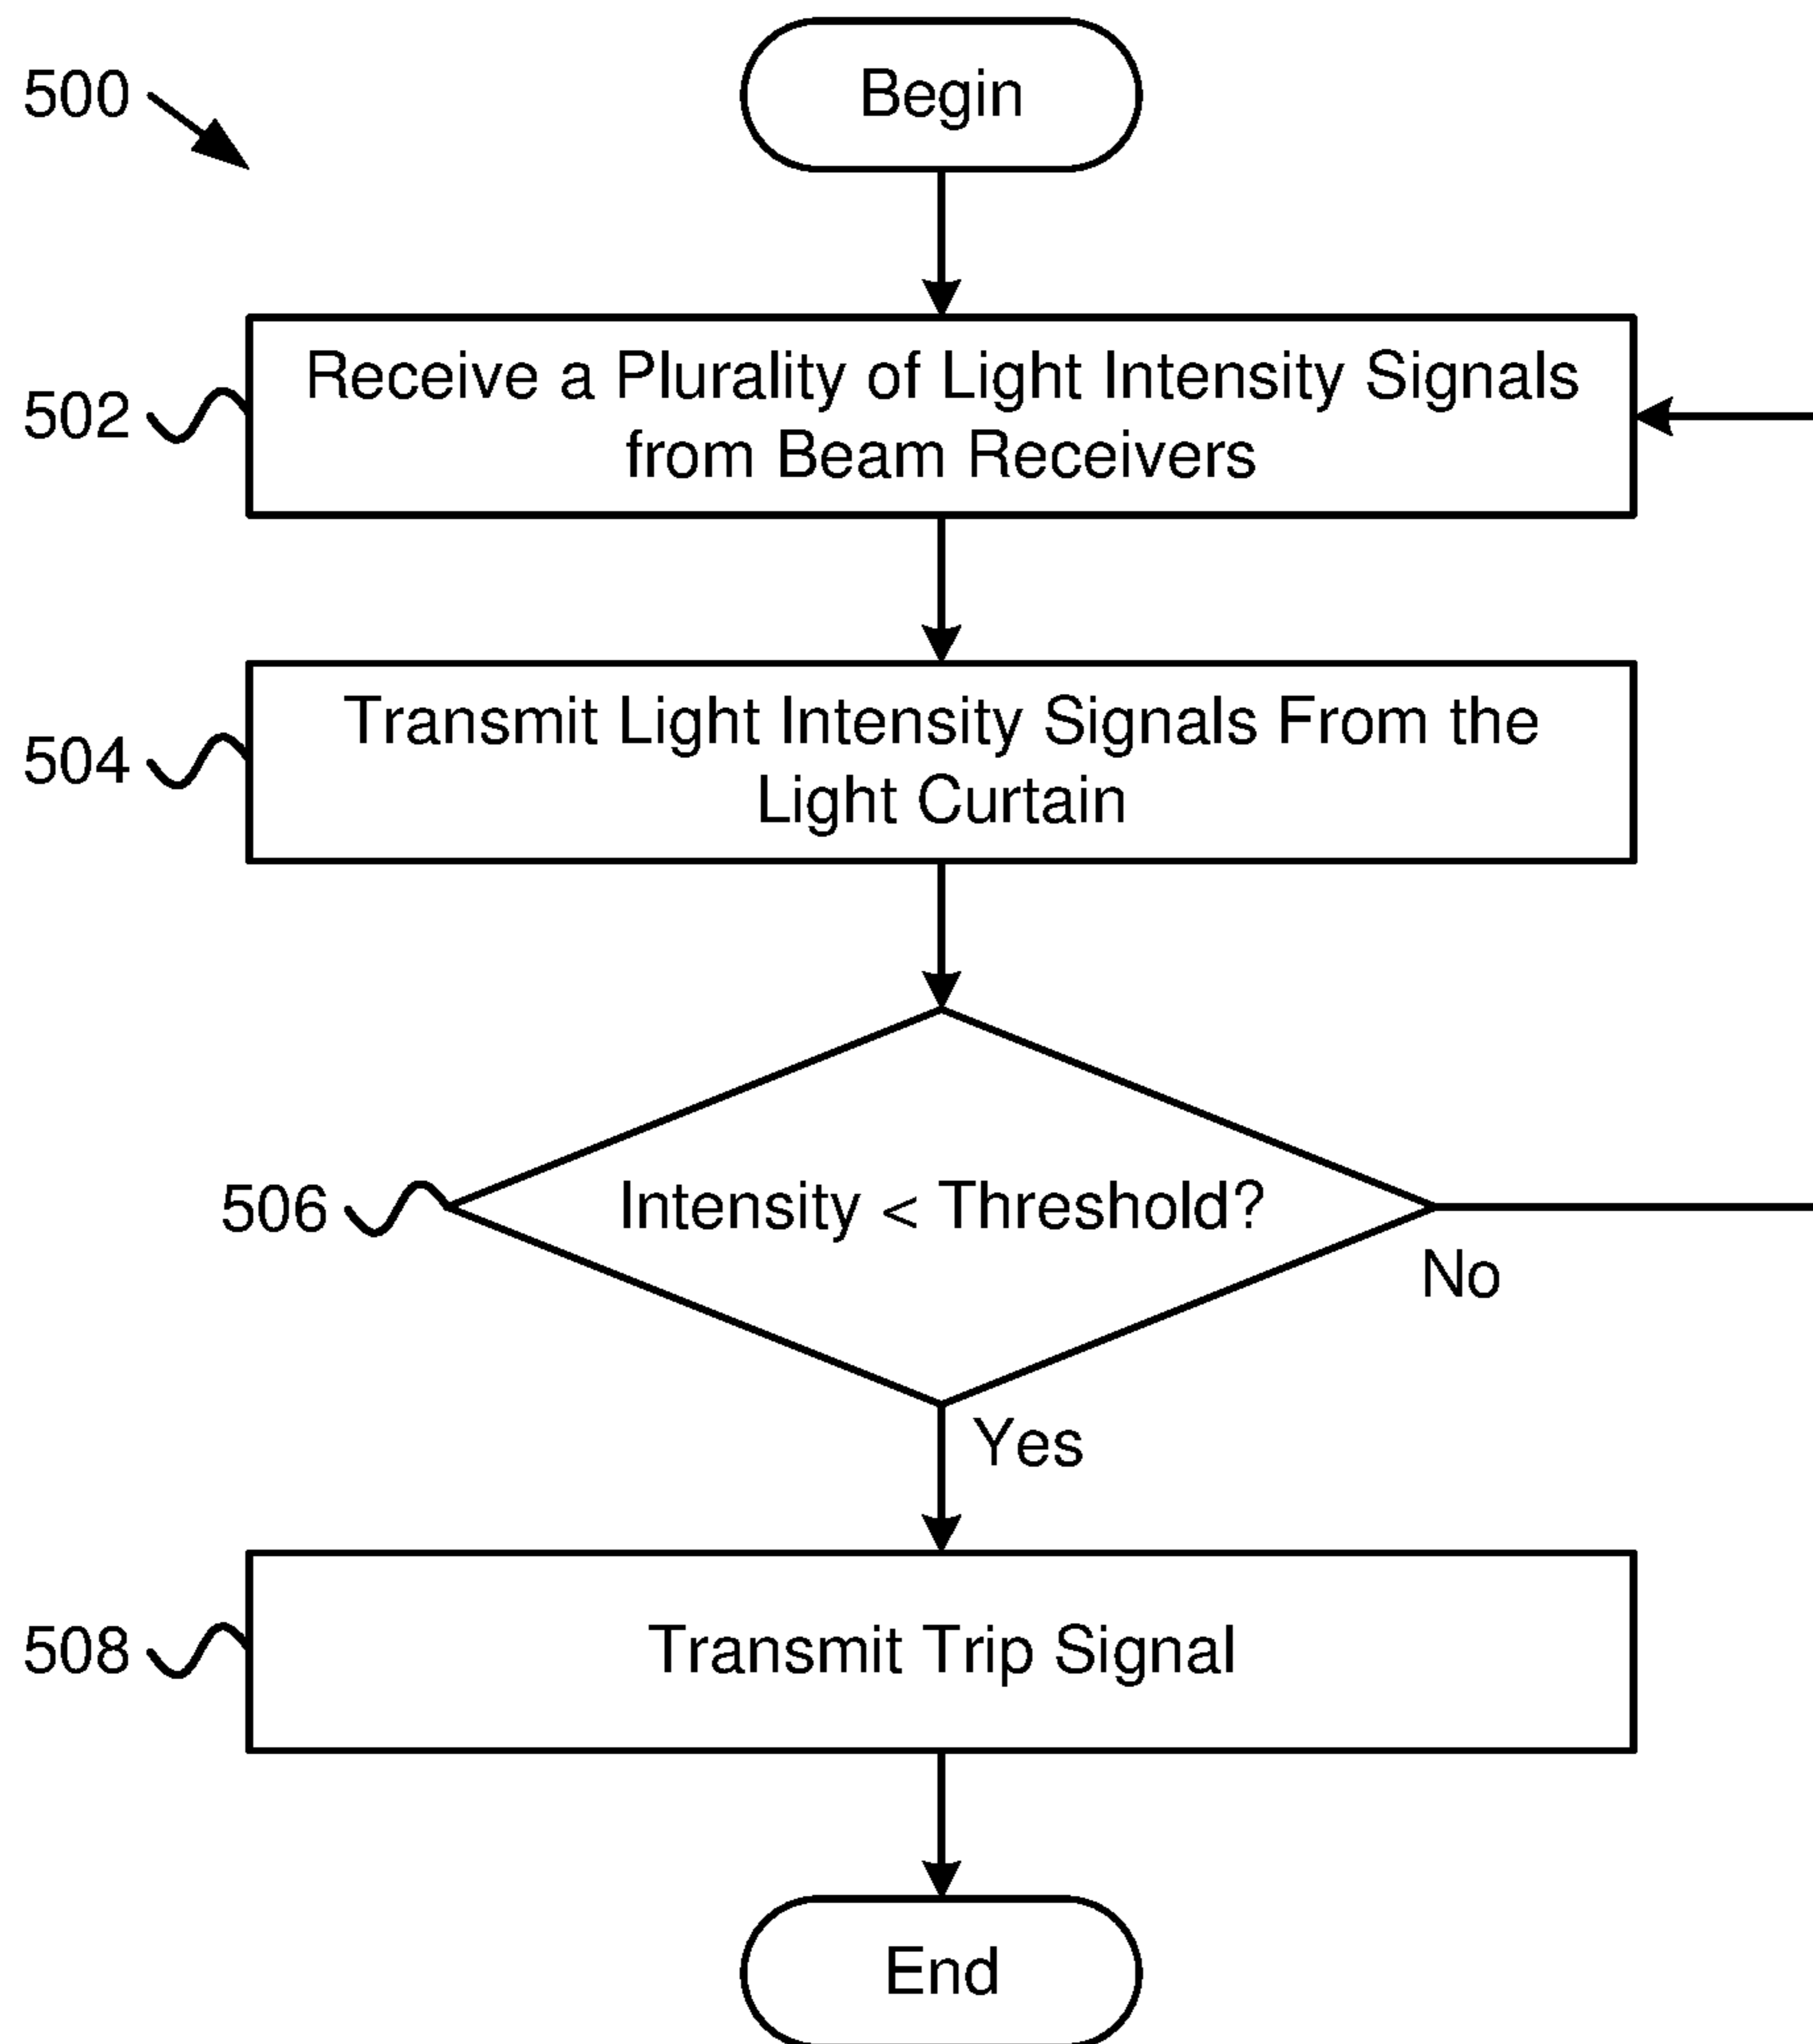 500
Begin
502
Receive a Plurality of Light Intensity Signals
from Beam Receivers
504
Transmit Light Intensity Signals From the
Light Curtain
506
Intensity < Threshold?
No
Yes
508
Transmit Trip Signal
End